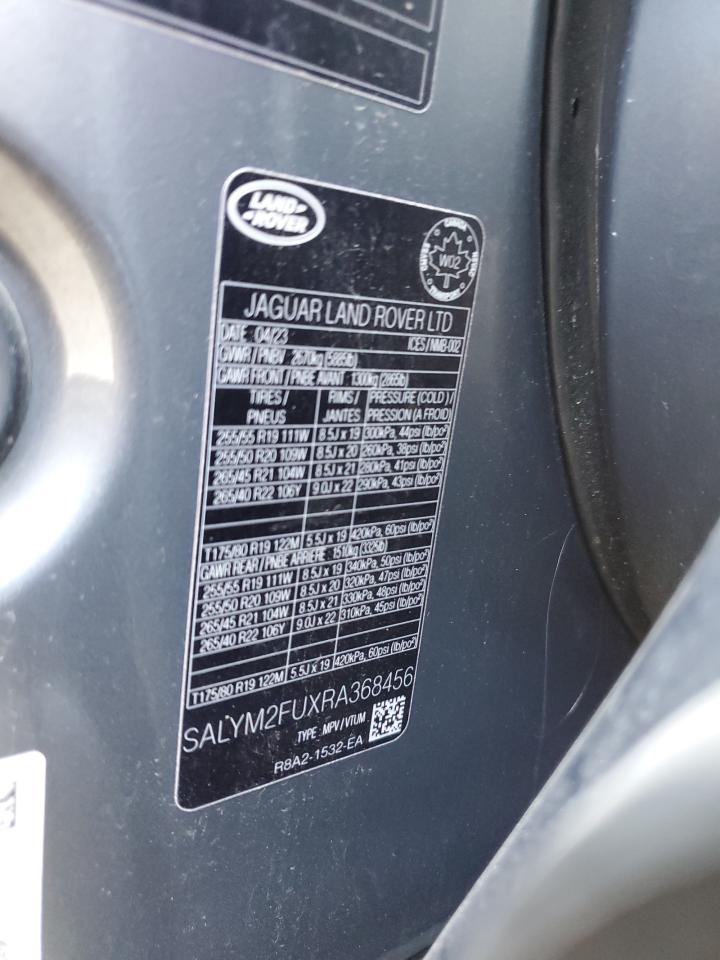 LAND
ROVER
CANADA
W02
TRANSPORT
JAGUAR LAND ROVER LTD
DATE 04/23 ICES / NMB-002
GVWR / PNBV 2670kg (5885lb)
GAWR FRONT / PNBE AVANT 1300kg (2865lb)
TIRES / RIMS / PRESSURE (COLD) /
PNEUS JANTES PRESSION (A FROID)
255/55 R19 111W 8.5J x 19 300kPa, 44psi (lb/po²)
255/50 R20 109W 8.5J x 20 260kPa, 38psi (lb/po²)
265/45 R21 104W 8.5J x 21 280kPa, 41psi (lb/po²)
265/40 R22 106Y 9.0J x 22 290kPa, 43psi (lb/po²)
T175/80 R19 122M 5.5J x 19 420kPa, 60psi (lb/po²)
GAWR REAR / PNBE ARRIERE 1510kg (3325lb)
255/55 R19 111W 8.5J x 19 340kPa, 50psi (lb/po²)
255/50 R20 109W 8.5J x 20 320kPa, 47psi (lb/po²)
265/45 R21 104W 8.5J x 21 330kPa, 48psi (lb/po²)
265/40 R22 106Y 9.0J x 22 310kPa, 45psi (lb/po²)
T175/80 R19 122M 5.5J x 19 420kPa, 60psi (lb/po²)
SALYM2FUXRA368456
TYPE : MPV / VTUM
R8A2-1532-EA